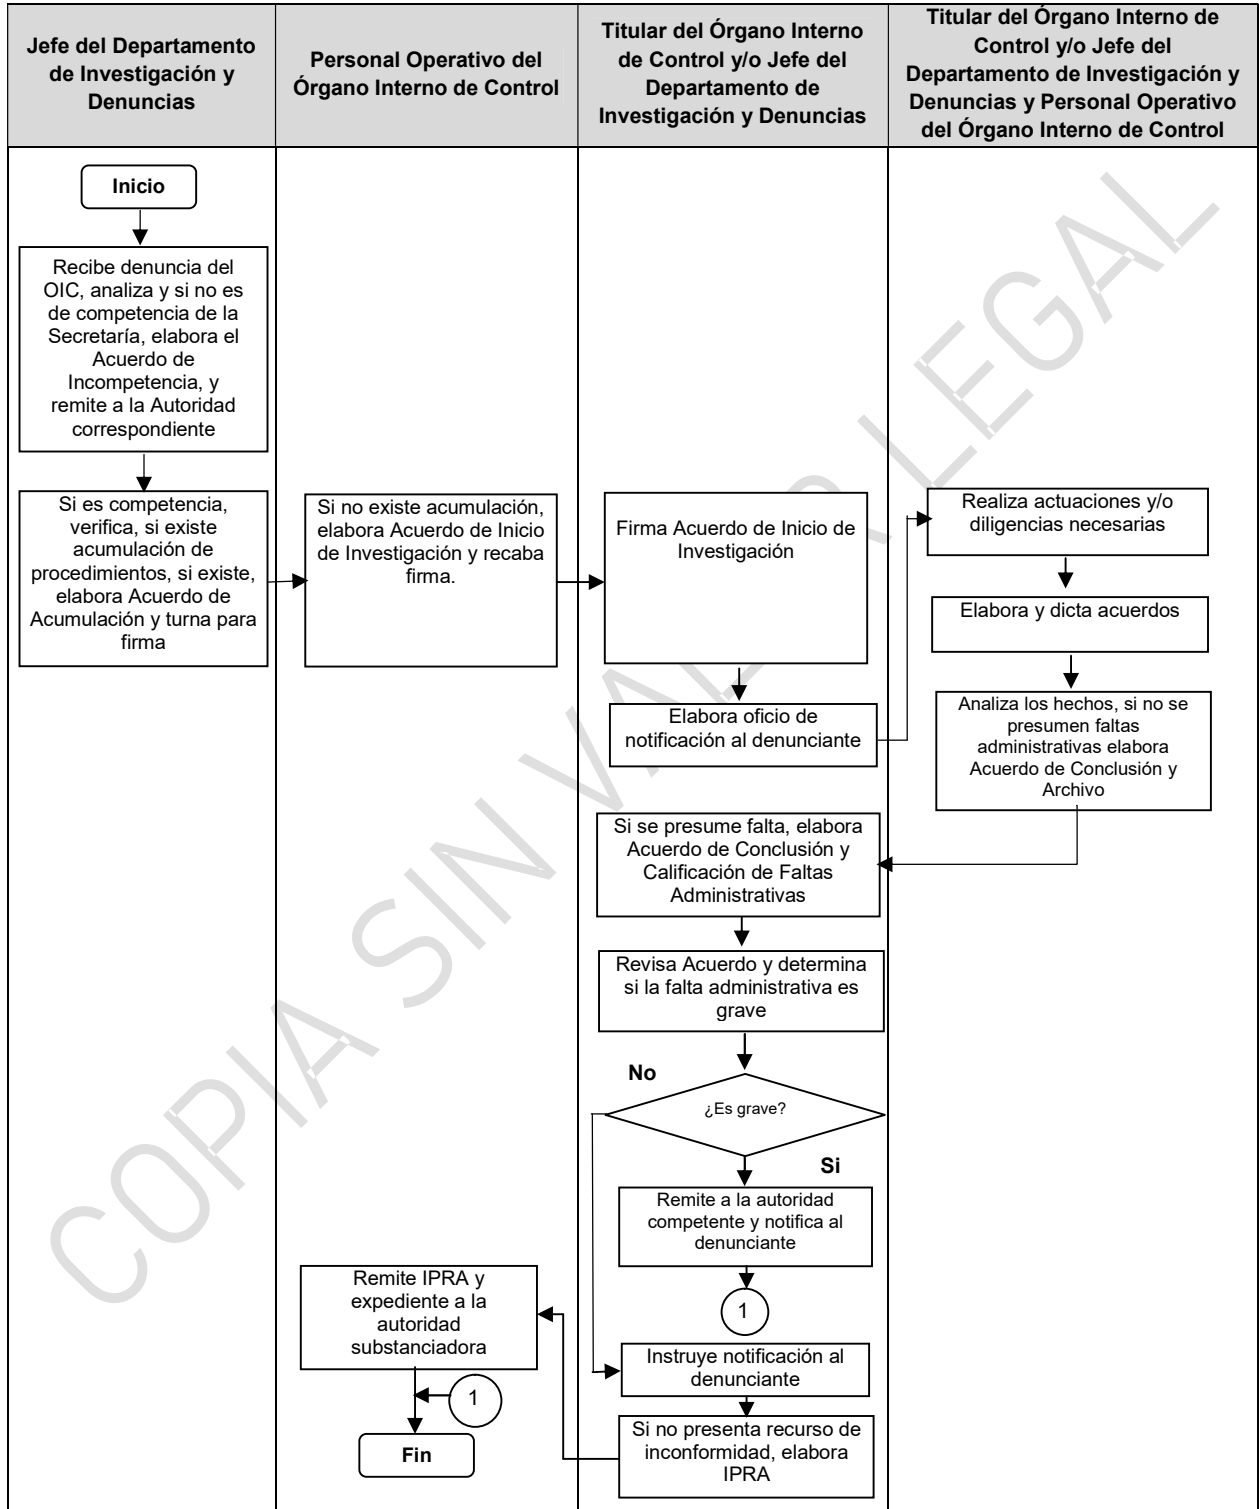 Jefe del Departamento
de Investigación y
Denuncias
Personal Operativo del
Órgano Interno de Control
Titular del Órgano Interno
de Control y/o Jefe del
Departamento de
Investigación y Denuncias
Titular del Órgano Interno de
Control y/o Jefe del
Departamento de Investigación y
Denuncias y Personal Operativo
del Órgano Interno de Control
Inicio
Recibe denuncia del
OIC, analiza y si no es
de competencia de la
Secretaría, elabora el
Acuerdo de
Incompetencia, y
remite a la Autoridad
correspondiente
Si es competencia,
verifica, si existe
acumulación de
procedimientos, si existe,
elabora Acuerdo de
Acumulación y turna para
firma
Si no existe acumulación,
elabora Acuerdo de Inicio
de Investigación y recaba
firma.
Firma Acuerdo de Inicio de
Investigación
Elabora oficio de
notificación al denunciante
Realiza actuaciones y/o
diligencias necesarias
Elabora y dicta acuerdos
Analiza los hechos, si no se
presumen faltas
administrativas elabora
Acuerdo de Conclusión y
Archivo
Si se presume falta, elabora
Acuerdo de Conclusión y
Calificación de Faltas
Administrativas
Revisa Acuerdo y determina
si la falta administrativa es
grave
No
¿Es grave?
Si
Remite a la autoridad
competente y notifica al
denunciante
1
Instruye notificación al
denunciante
Si no presenta recurso de
inconformidad, elabora
IPRA
Remite IPRA y
expediente a la
autoridad
substanciadora
1
Fin
COPIA SIN VALOR LEGAL